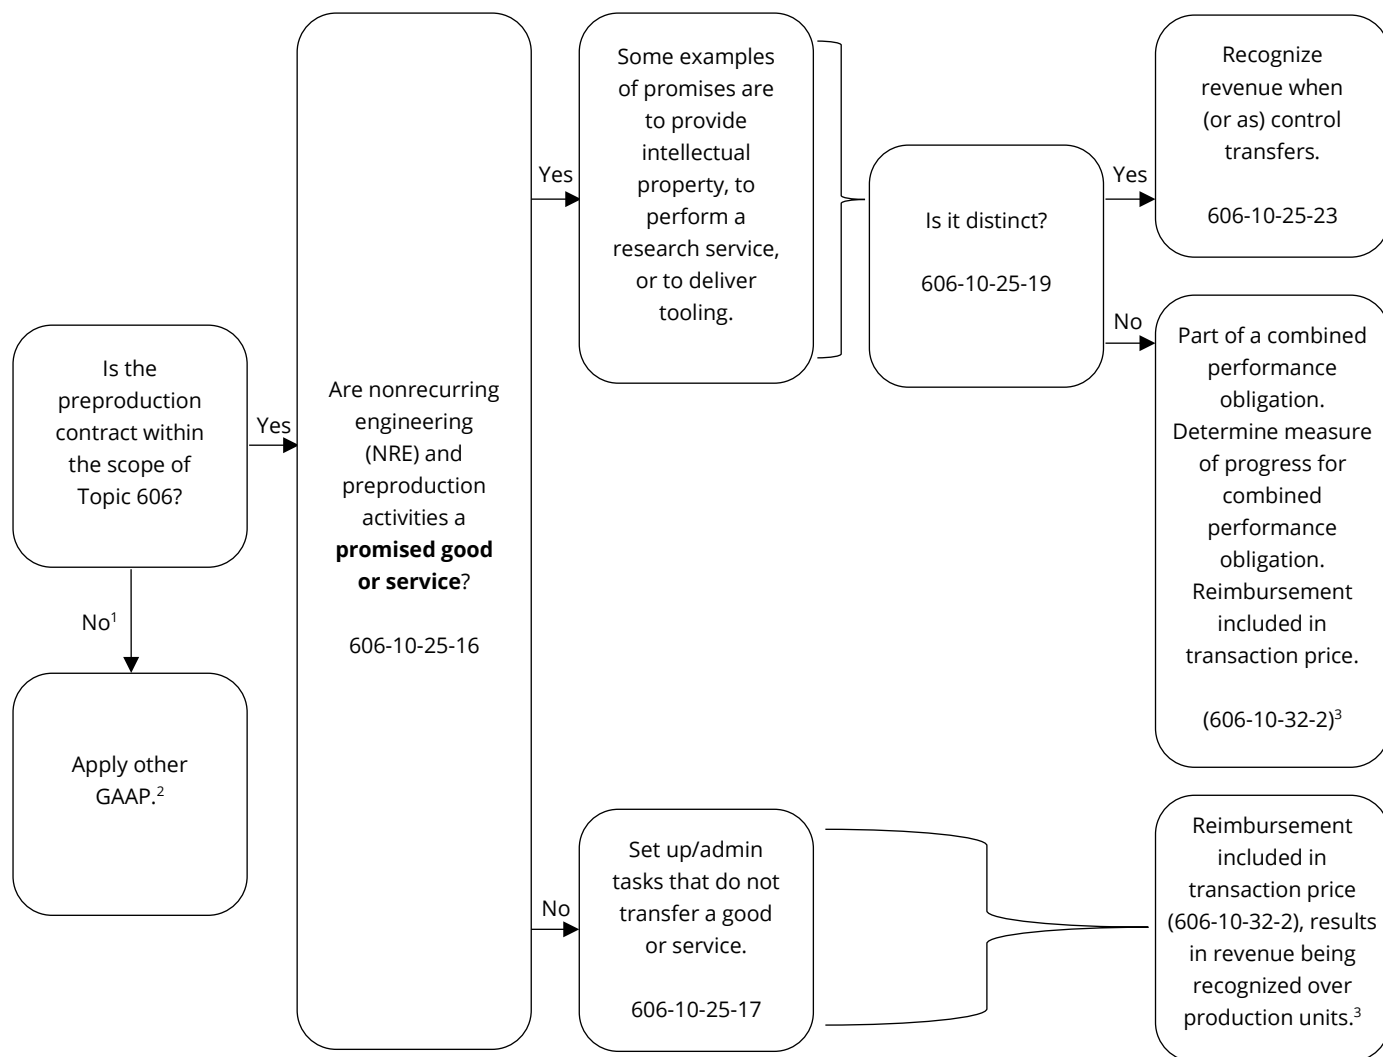 Is the
preproduction
contract within
the scope of
Topic 606?
Yes
No¹
Apply other
GAAP.²
Are nonrecurring
engineering
(NRE) and
preproduction
activities a
promised good
or service?
606-10-25-16
Yes
Some examples
of promises are
to provide
intellectual
property, to
perform a
research service,
or to deliver
tooling.
Is it distinct?
606-10-25-19
Yes
Recognize
revenue when
(or as) control
transfers.
606-10-25-23
No
Part of a combined
performance
obligation.
Determine measure
of progress for
combined
performance
obligation.
Reimbursement
included in
transaction price.
(606-10-32-2)³
No
Set up/admin
tasks that do not
transfer a good
or service.
606-10-25-17
Reimbursement
included in
transaction price
(606-10-32-2), results
in revenue being
recognized over
production units.³